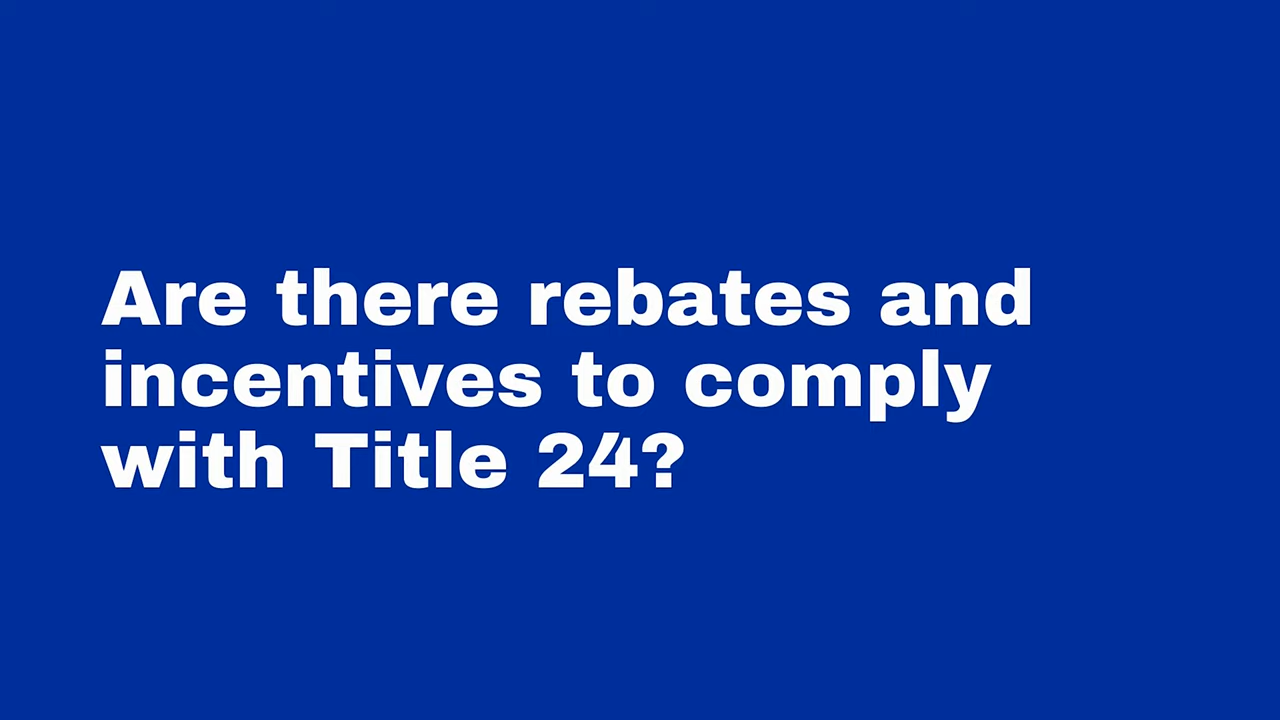 Are there rebates and
incentives to comply
with Title 24?